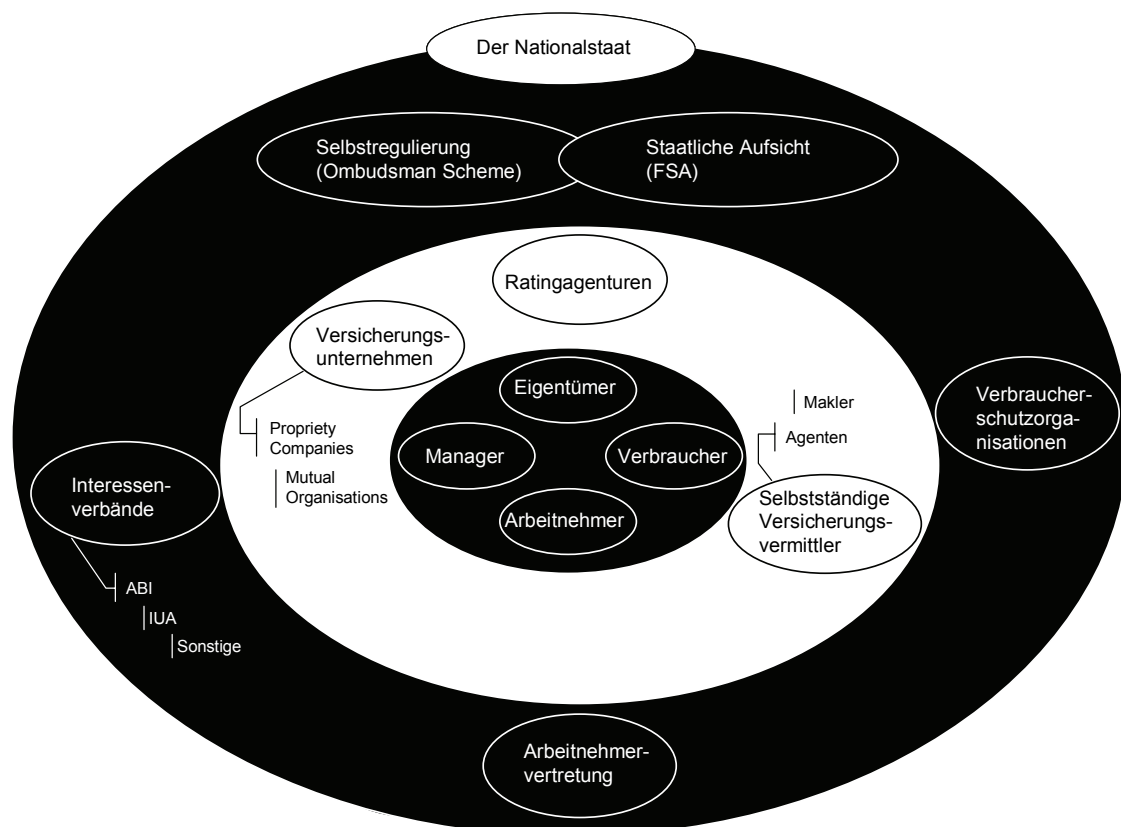 Der Nationalstaat
Selbstregulierung
(Ombudsman Scheme)
Staatliche Aufsicht
(FSA)
Ratingagenturen
Versicherungs-
unternehmen
Propriety
Companies
Mutual
Organisations
Eigentümer
Manager
Verbraucher
Arbeitnehmer
Makler
Agenten
Selbstständige
Versicherungs-
vermittler
Verbraucher-
schutzorga-
nisationen
Interessen-
verbände
ABI
IUA
Sonstige
Arbeitnehmer-
vertretung